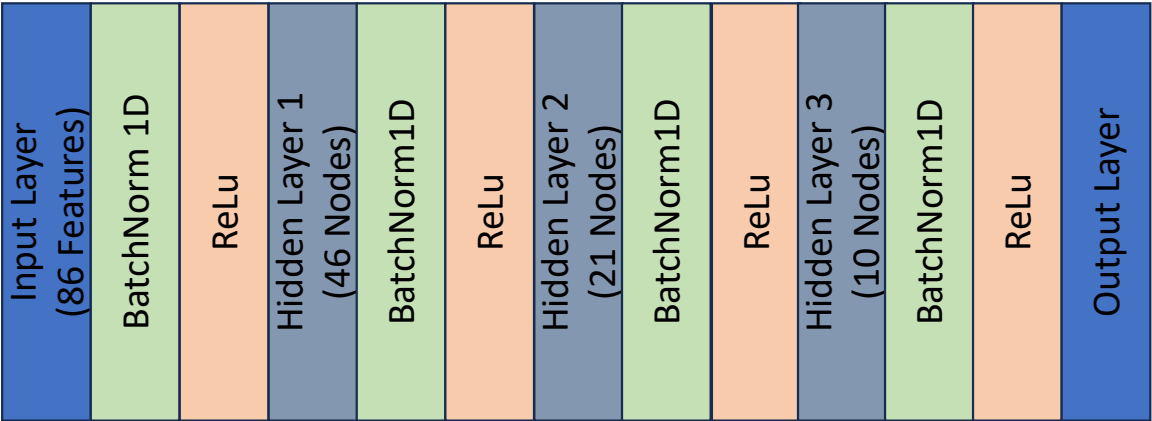 Input Layer
(86 Features)
BatchNorm 1D
ReLu
Hidden Layer 1
(46 Nodes)
BatchNorm1D
ReLu
Hidden Layer 2
(21 Nodes)
BatchNorm1D
ReLu
Hidden Layer 3
(10 Nodes)
BatchNorm1D
ReLu
Output Layer